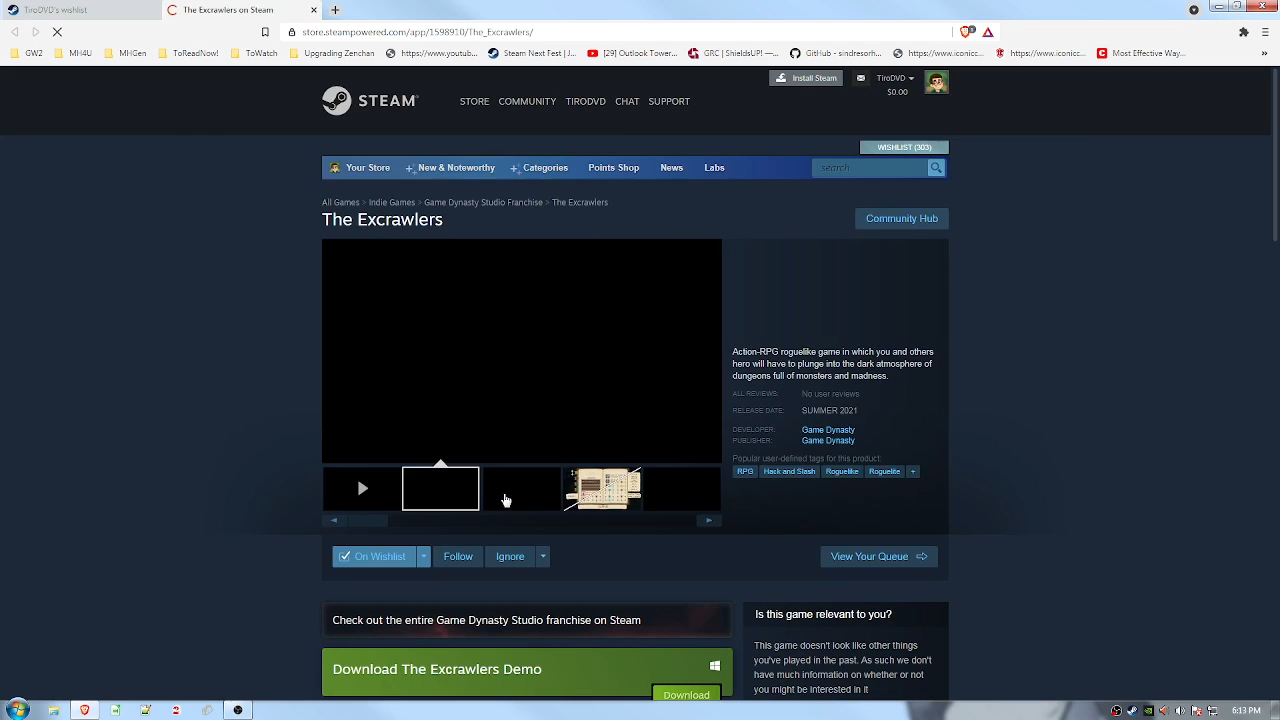 TiroDVD's wishlist
The Excrawlers on Steam
store.steampowered.com/app/1598910/The_Excrawlers/
GW2
MH4U
MHGen
ToReadNow!
ToWatch
Upgrading Zenchan
https://www.youtub...
Steam Next Fest | J...
[29] Outlook Tower...
GRC | ShieldsUP! —...
GitHub - sindresorh...
https://www.iconicc...
https://www.iconicc...
Most Effective Way...
Install Steam
TiroDVD
$0.00
STEAM
STORE
COMMUNITY
TIRODVD
CHAT
SUPPORT
WISHLIST (303)
Your Store
New & Noteworthy
Categories
Points Shop
News
Labs
search
All Games > Indie Games > Game Dynasty Studio Franchise > The Excrawlers
The Excrawlers
Community Hub
Action-RPG roguelike game in which you and others
hero will have to plunge into the dark atmosphere of
dungeons full of monsters and madness.
ALL REVIEWS: No user reviews
RELEASE DATE: SUMMER 2021
DEVELOPER: Game Dynasty
PUBLISHER: Game Dynasty
Popular user-defined tags for this product:
RPG
Hack and Slash
Roguelike
Roguelite
+
On Wishlist
Follow
Ignore
View Your Queue
Check out the entire Game Dynasty Studio franchise on Steam
Is this game relevant to you?
Download The Excrawlers Demo
Download
This game doesn't look like other things
you've played in the past. As such we don't
have much information on whether or not
you might be interested in it
6:13 PM